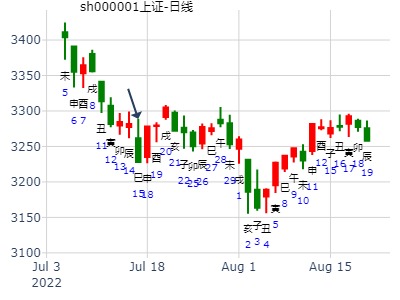 sh000001上证-日线
3400
3350
3300
3250
3200
3150
3100
未
5
申
6
酉
7
戌
8
丑
11
寅
12
卯
13
辰
14
巳
15
申
18
酉
19
戌
20
亥
21
子
22
卯
25
辰
26
巳
27
午
28
未
29
戌
1
亥
2
子
3
丑
4
寅
5
巳
8
午
9
未
10
申
11
酉
12
子
15
丑
16
寅
17
卯
18
辰
19
Jul 3
2022
Jul 18
Aug 1
Aug 15